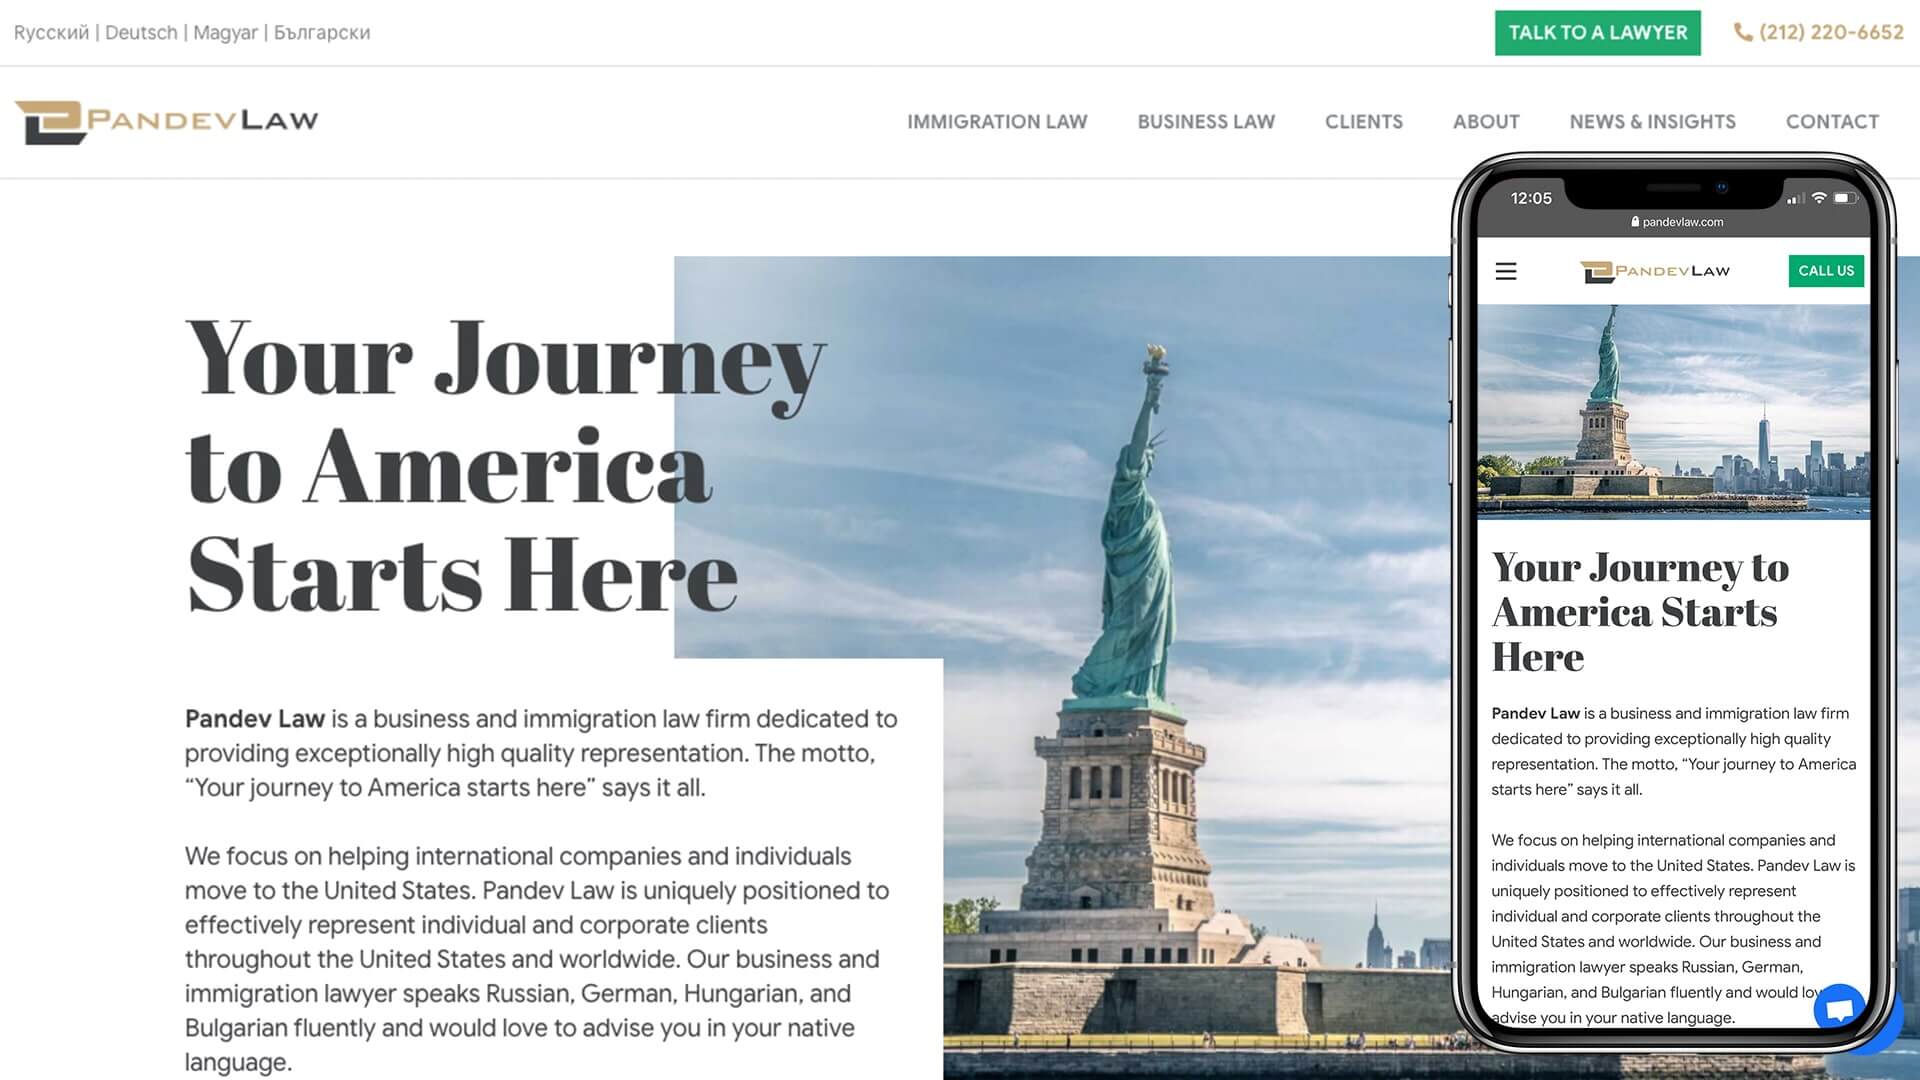 Русский | Deutsch | Magyar | Български
TALK TO A LAWYER
(212) 220-6652
PANDEVLAW
IMMIGRATION LAW
BUSINESS LAW
CLIENTS
ABOUT
NEWS & INSIGHTS
CONTACT
Your Journey
to America
Starts Here
Pandev Law is a business and immigration law firm dedicated to
providing exceptionally high quality representation. The motto,
“Your journey to America starts here” says it all.
We focus on helping international companies and individuals
move to the United States. Pandev Law is uniquely positioned to
effectively represent individual and corporate clients
throughout the United States and worldwide. Our business and
immigration lawyer speaks Russian, German, Hungarian, and
Bulgarian fluently and would love to advise you in your native
language.
12:05
pandevlaw.com
PANDEVLAW
CALL US
Your Journey to
America Starts
Here
Pandev Law is a business and immigration law firm
dedicated to providing exceptionally high quality
representation. The motto, “Your journey to America
starts here” says it all.
We focus on helping international companies and
individuals move to the United States. Pandev Law is
uniquely positioned to effectively represent
individual and corporate clients throughout the
United States and worldwide. Our business and
immigration lawyer speaks Russian, German,
Hungarian, and Bulgarian fluently and would
advise you in your native language.